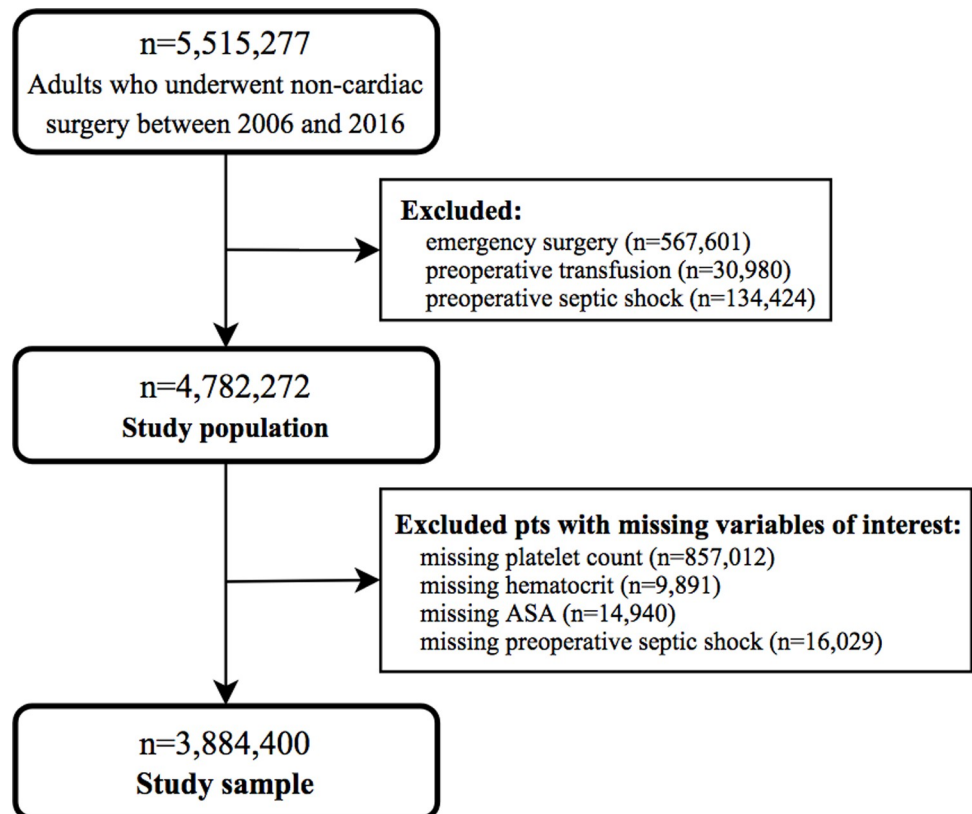 n=5,515,277
Adults who underwent non-cardiac
surgery between 2006 and 2016
Excluded:
emergency surgery (n=567,601)
preoperative transfusion (n=30,980)
preoperative septic shock (n=134,424)
n=4,782,272
Study population
Excluded pts with missing variables of interest:
missing platelet count (n=857,012)
missing hematocrit (n=9,891)
missing ASA (n=14,940)
missing preoperative septic shock (n=16,029)
n=3,884,400
Study sample